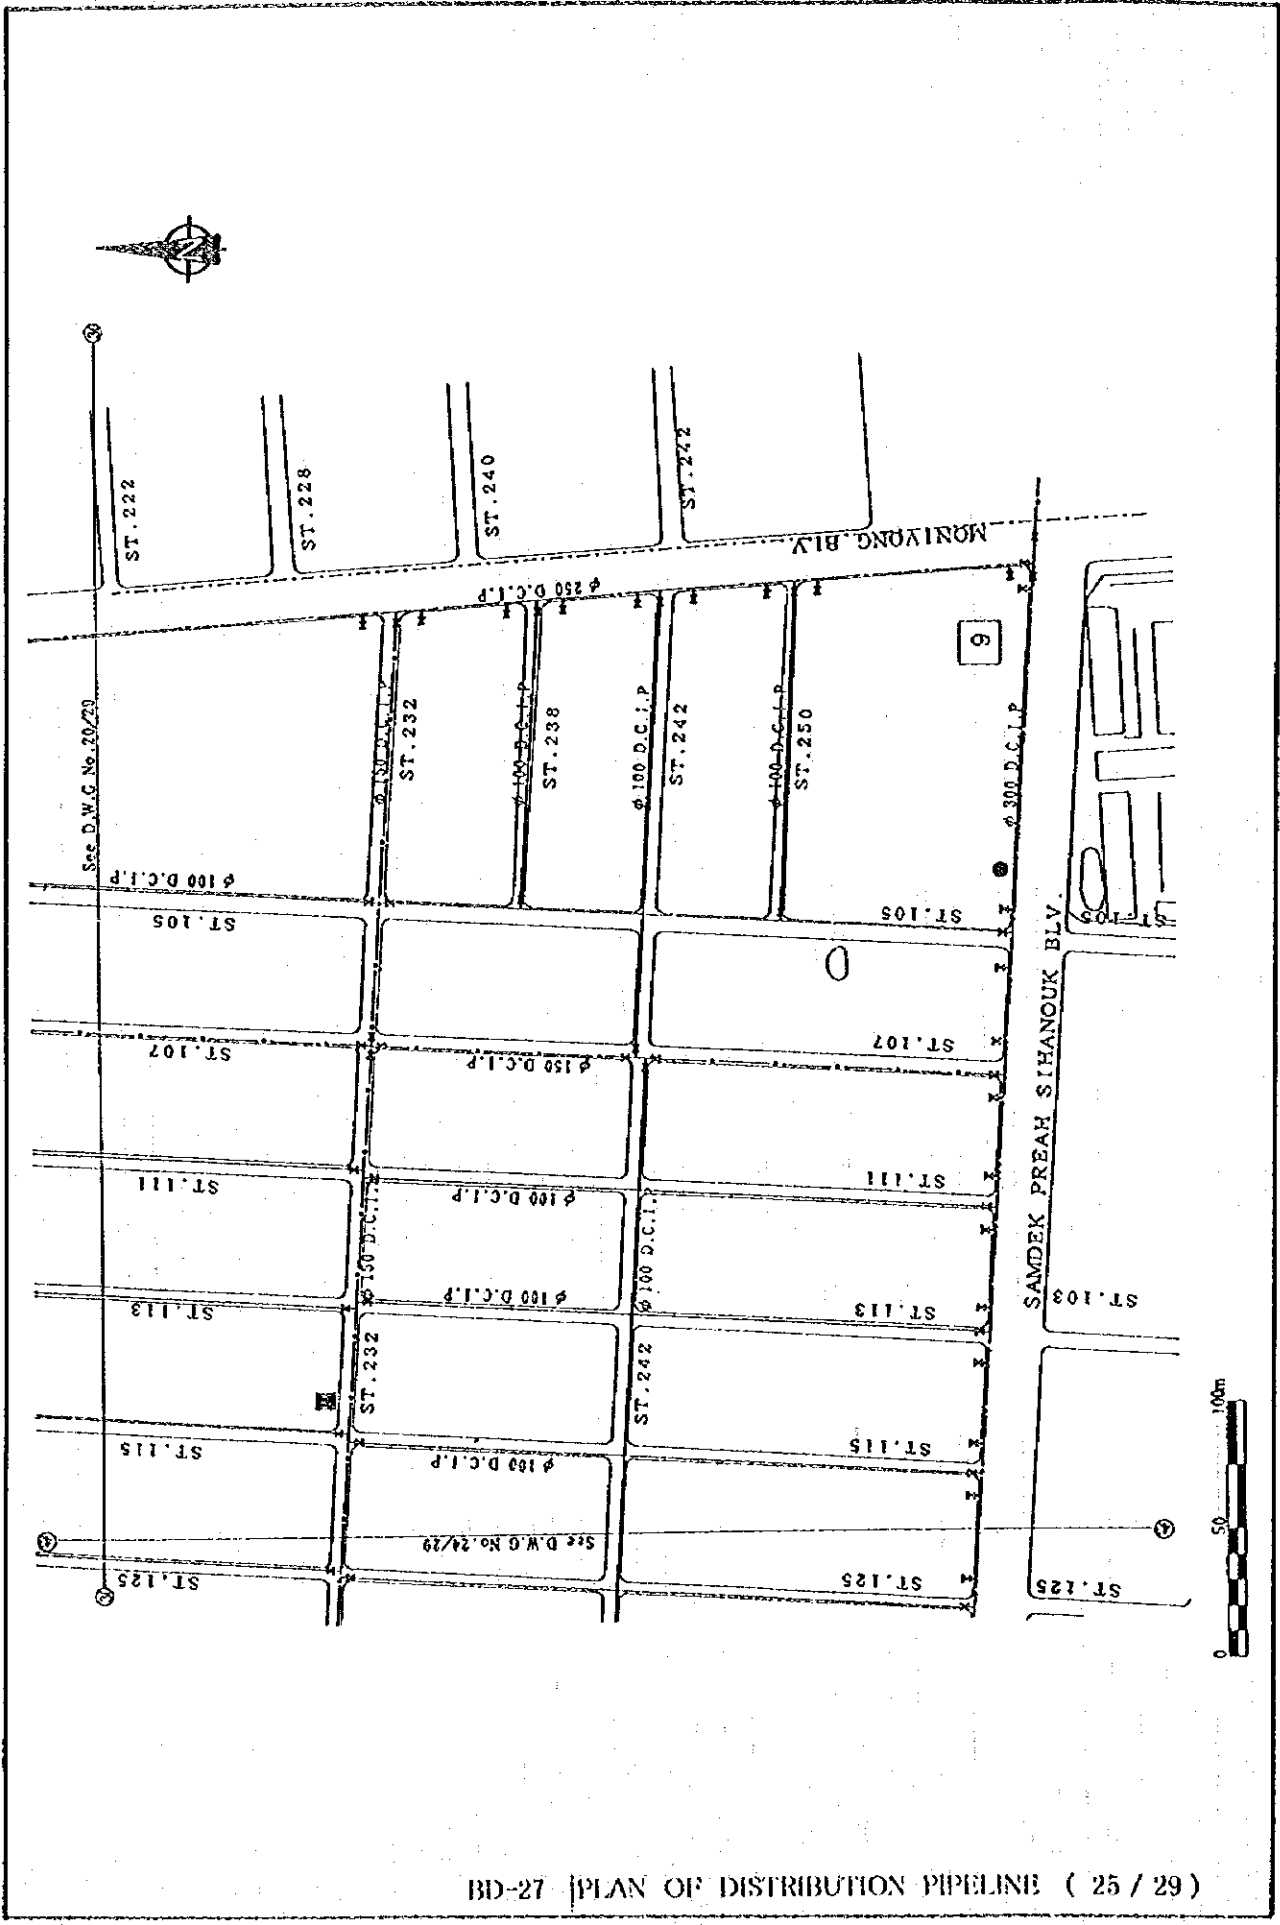 N
See D.W.G No.20/29
ST.222
ST.228
ST.240
ST.242
MONIVONG BLV.
φ 250 D.C.I.P
φ 150 D.C.I.P
ST.232
φ 100 D.C.I.P
ST.238
φ 100 D.C.I.P
ST.242
φ 100 D.C.I.P
ST.250
9
φ 300 D.C.I.P
φ 100 D.C.I.P
ST.105
ST.105
ST.105
SAMDEK PREAH SIHANOUK BLV.
ST.107
φ 150 D.C.I.P
ST.107
ST.111
φ 100 D.C.I.P
ST.111
φ 150 D.C.I.P
φ 100 D.C.I.P
ST.113
φ 100 D.C.I.P
ST.113
ST.103
ST.232
ST.242
ST.115
φ 100 D.C.I.P
ST.115
See D.W.G No.24/29
ST.125
ST.125
ST.125
0 50 100m
BD-27 PLAN OF DISTRIBUTION PIPELINE ( 25 / 29 )